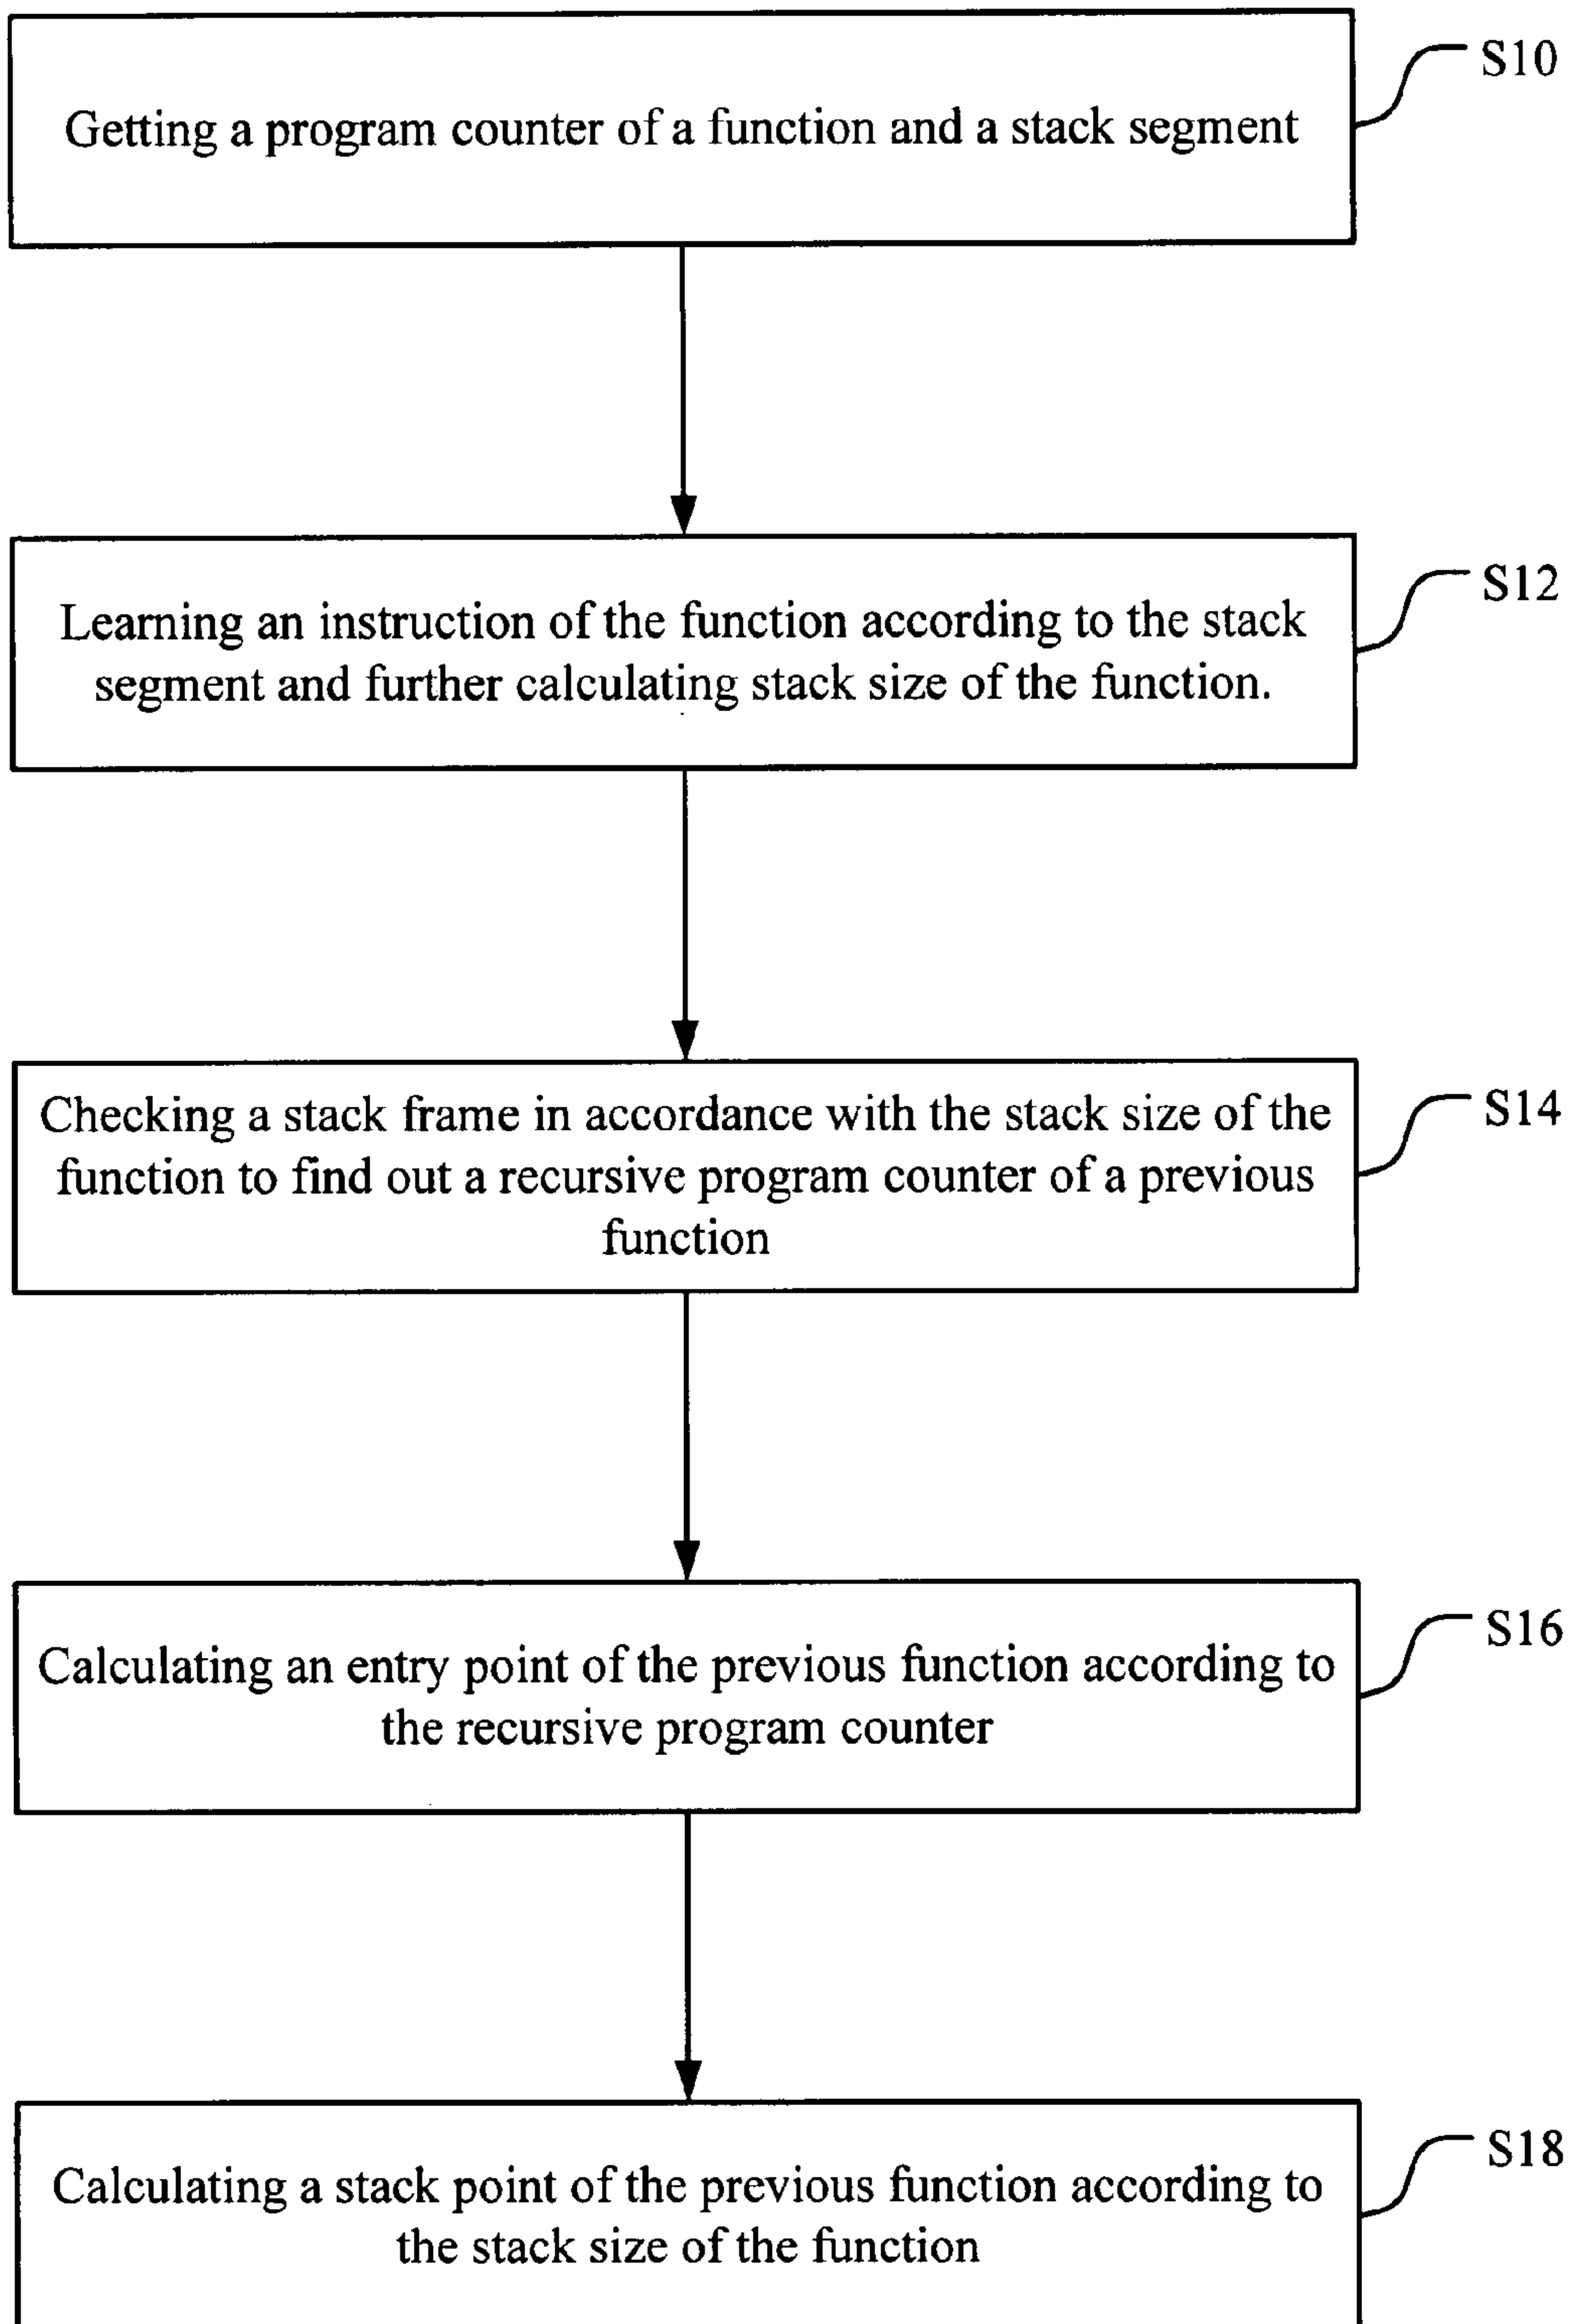 Getting a program counter of a function and a stack segment
S10
Learning an instruction of the function according to the stack
segment and further calculating stack size of the function.
S12
Checking a stack frame in accordance with the stack size of the
function to find out a recursive program counter of a previous
function
S14
Calculating an entry point of the previous function according to
the recursive program counter
S16
Calculating a stack point of the previous function according to
the stack size of the function
S18